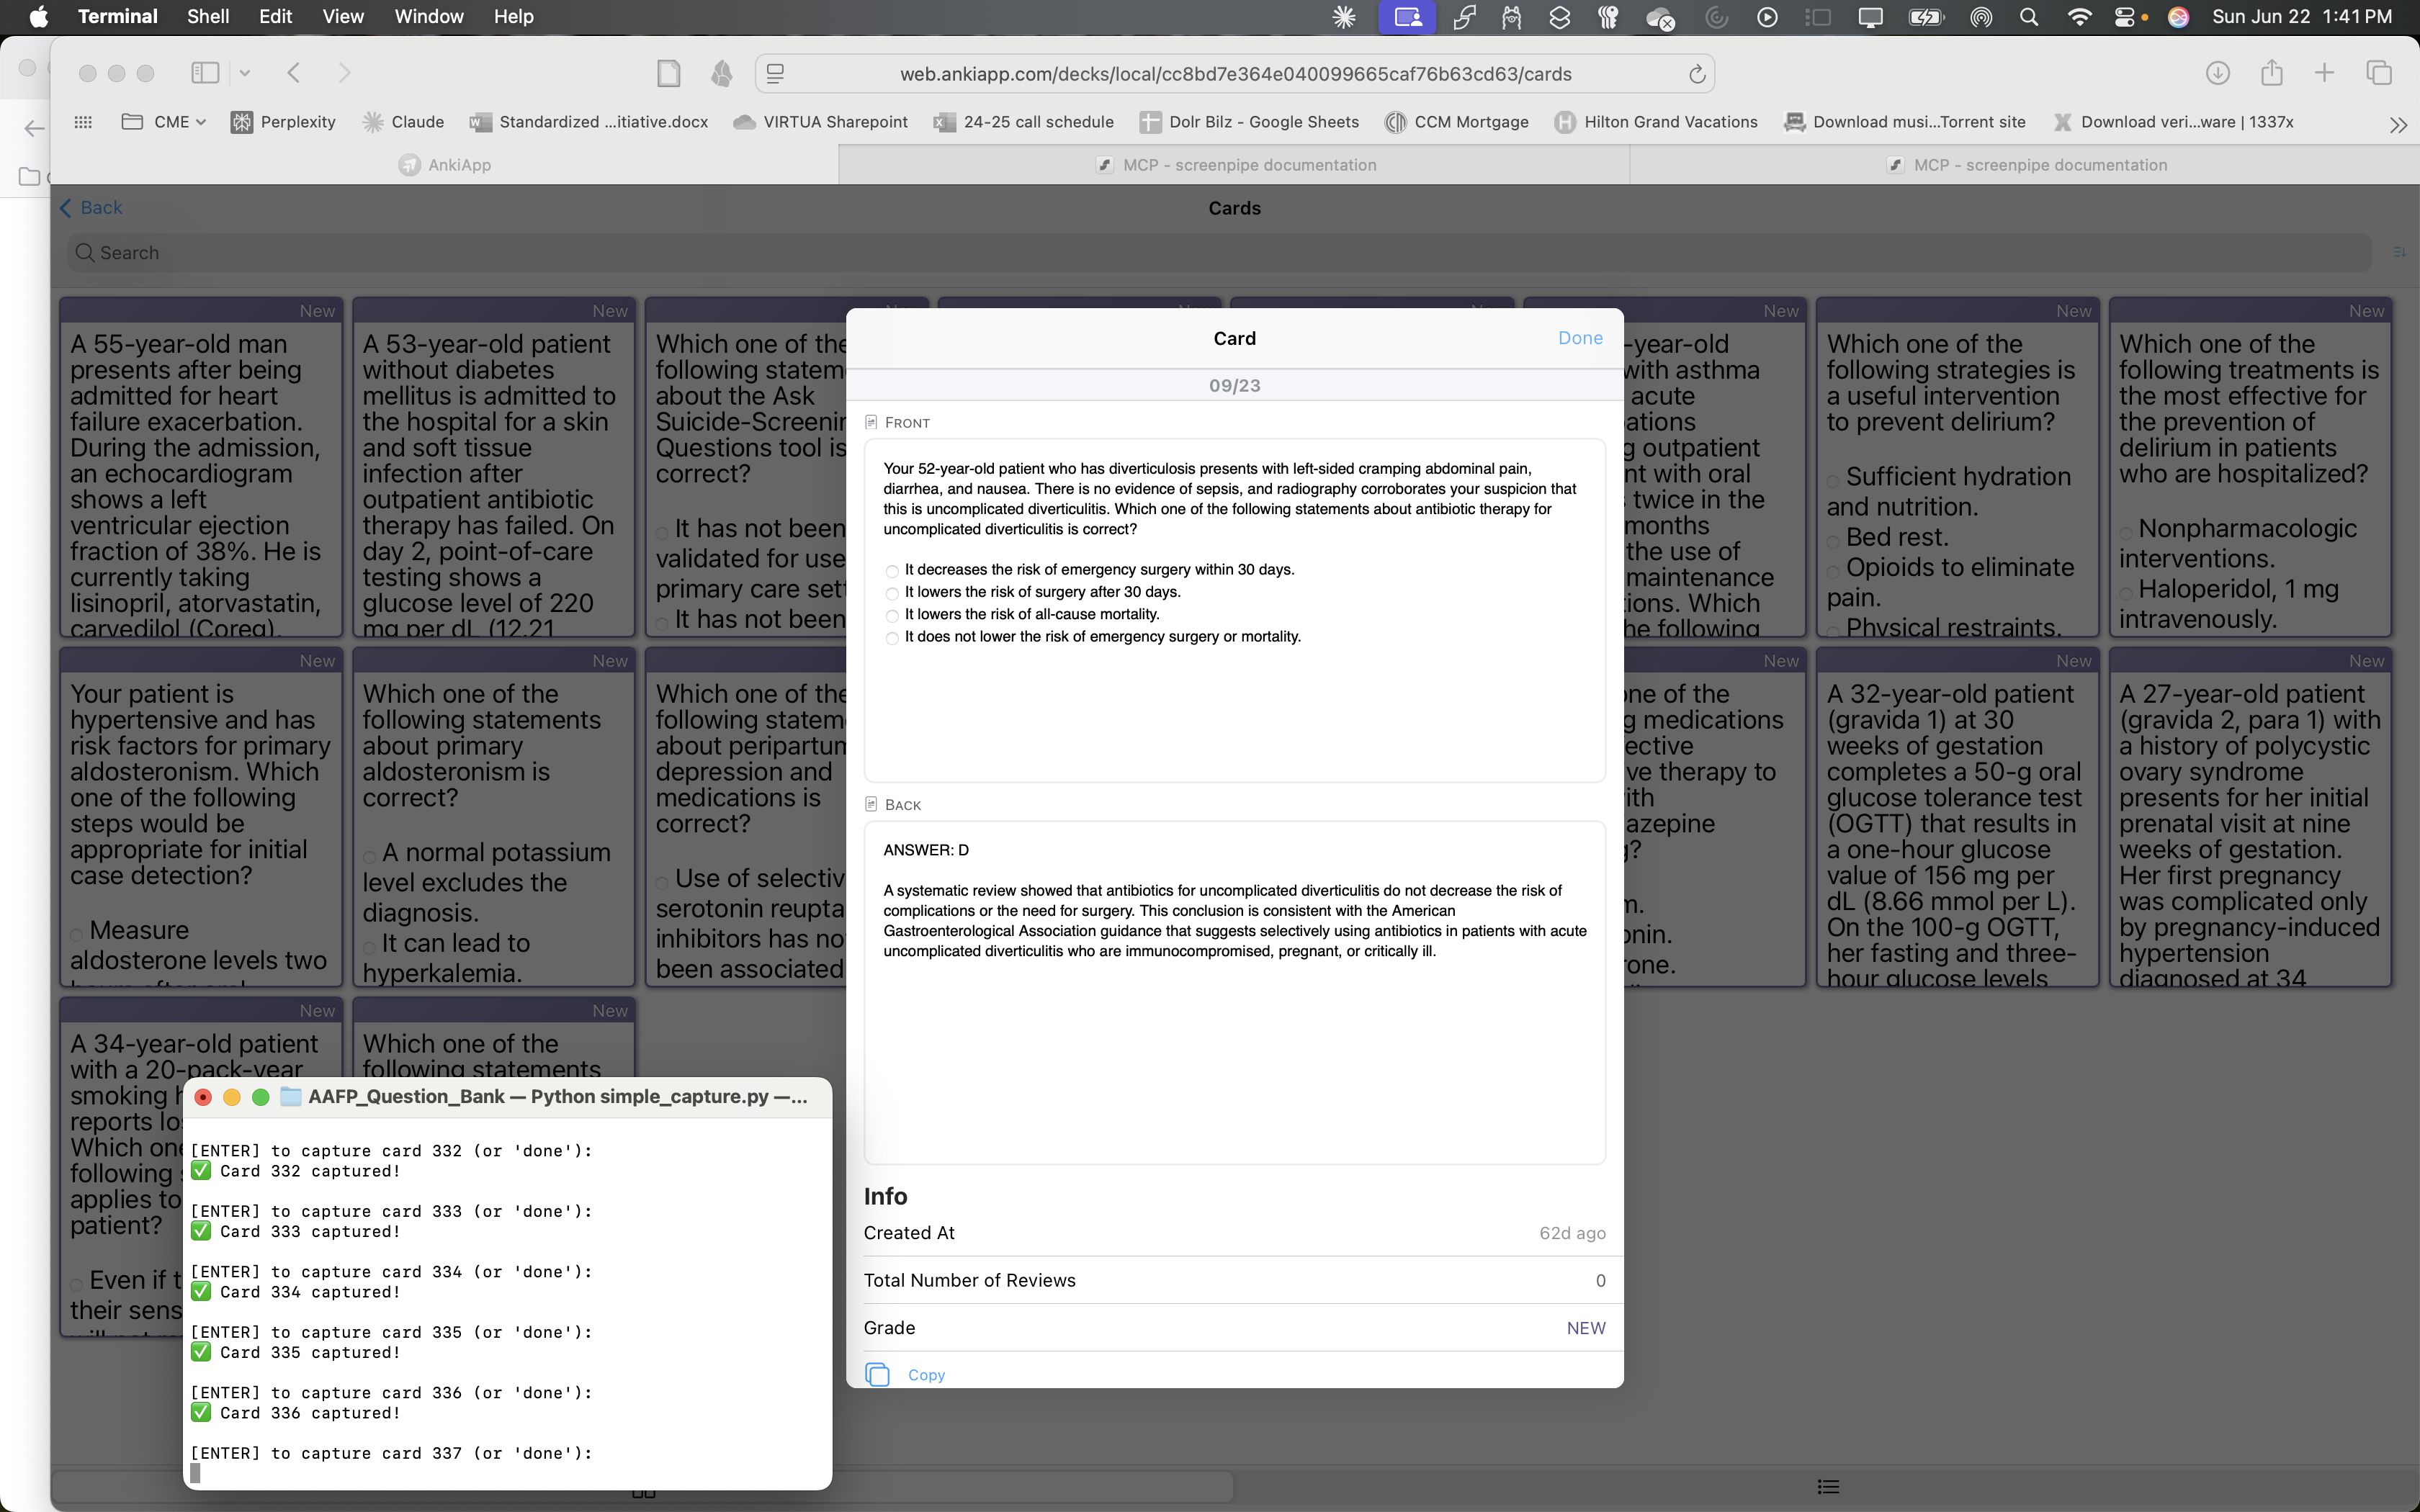 Terminal Shell Edit View Window Help Sun Jun 22 1:41 PM
web.ankiapp.com/decks/local/cc8bd7e364e040099665caf76b63cd63/cards
CME Perplexity Claude Standardized ...itiative.docx VIRTUA Sharepoint 24-25 call schedule Dolr Bilz - Google Sheets CCM Mortgage Hilton Grand Vacations Download musi...Torrent site Download veri...ware | 1337x
AnkiApp MCP - screenpipe documentation MCP - screenpipe documentation
Back Cards
Search
New
A 55-year-old man
presents after being
admitted for heart
failure exacerbation.
During the admission,
an echocardiogram
shows a left
ventricular ejection
fraction of 38%. He is
currently taking
lisinopril, atorvastatin,
carvedilol (Coreg),
New
A 53-year-old patient
without diabetes
mellitus is admitted to
the hospital for a skin
and soft tissue
infection after
outpatient antibiotic
therapy has failed. On
day 2, point-of-care
testing shows a
glucose level of 220
mg per dL (12.21
Which one of the
following statem
about the Ask
Suicide-Screenin
Questions tool is
correct?
It has not been
validated for use
primary care sett
It has not been
New
-year-old
with asthma
acute
ations
g outpatient
nt with oral
twice in the
months
the use of
maintenance
ions. Which
he following
New
Which one of the
following strategies is
a useful intervention
to prevent delirium?
Sufficient hydration
and nutrition.
Bed rest.
Opioids to eliminate
pain.
Physical restraints.
New
Which one of the
following treatments is
the most effective for
the prevention of
delirium in patients
who are hospitalized?
Nonpharmacologic
interventions.
Haloperidol, 1 mg
intravenously.
New
Your patient is
hypertensive and has
risk factors for primary
aldosteronism. Which
one of the following
steps would be
appropriate for initial
case detection?
Measure
aldosterone levels two
New
Which one of the
following statements
about primary
aldosteronism is
correct?
A normal potassium
level excludes the
diagnosis.
It can lead to
hyperkalemia.
Which one of the
following statem
about peripartum
depression and
medications is
correct?
Use of selectiv
serotonin reupta
inhibitors has no
been associated
New
one of the
g medications
ective
ve therapy to
ith
azepine
g?
m.
onin.
rone.
New
A 32-year-old patient
(gravida 1) at 30
weeks of gestation
completes a 50-g oral
glucose tolerance test
(OGTT) that results in
a one-hour glucose
value of 156 mg per
dL (8.66 mmol per L).
On the 100-g OGTT,
her fasting and three-
hour glucose levels
New
A 27-year-old patient
(gravida 2, para 1) with
a history of polycystic
ovary syndrome
presents for her initial
prenatal visit at nine
weeks of gestation.
Her first pregnancy
was complicated only
by pregnancy-induced
hypertension
diagnosed at 34
New
A 34-year-old patient
with a 20-pack-year
smoking h
reports lo
Which one
following s
applies to
patient?
Even if t
their sens
New
Which one of the
following statements
Card
Done
09/23
FRONT
Your 52-year-old patient who has diverticulosis presents with left-sided cramping abdominal pain,
diarrhea, and nausea. There is no evidence of sepsis, and radiography corroborates your suspicion that
this is uncomplicated diverticulitis. Which one of the following statements about antibiotic therapy for
uncomplicated diverticulitis is correct?
It decreases the risk of emergency surgery within 30 days.
It lowers the risk of surgery after 30 days.
It lowers the risk of all-cause mortality.
It does not lower the risk of emergency surgery or mortality.
BACK
ANSWER: D
A systematic review showed that antibiotics for uncomplicated diverticulitis do not decrease the risk of
complications or the need for surgery. This conclusion is consistent with the American
Gastroenterological Association guidance that suggests selectively using antibiotics in patients with acute
uncomplicated diverticulitis who are immunocompromised, pregnant, or critically ill.
Info
Created At 62d ago
Total Number of Reviews 0
Grade NEW
Copy
AAFP_Question_Bank — Python simple_capture.py —...
[ENTER] to capture card 332 (or 'done'):
✅ Card 332 captured!
[ENTER] to capture card 333 (or 'done'):
✅ Card 333 captured!
[ENTER] to capture card 334 (or 'done'):
✅ Card 334 captured!
[ENTER] to capture card 335 (or 'done'):
✅ Card 335 captured!
[ENTER] to capture card 336 (or 'done'):
✅ Card 336 captured!
[ENTER] to capture card 337 (or 'done'):